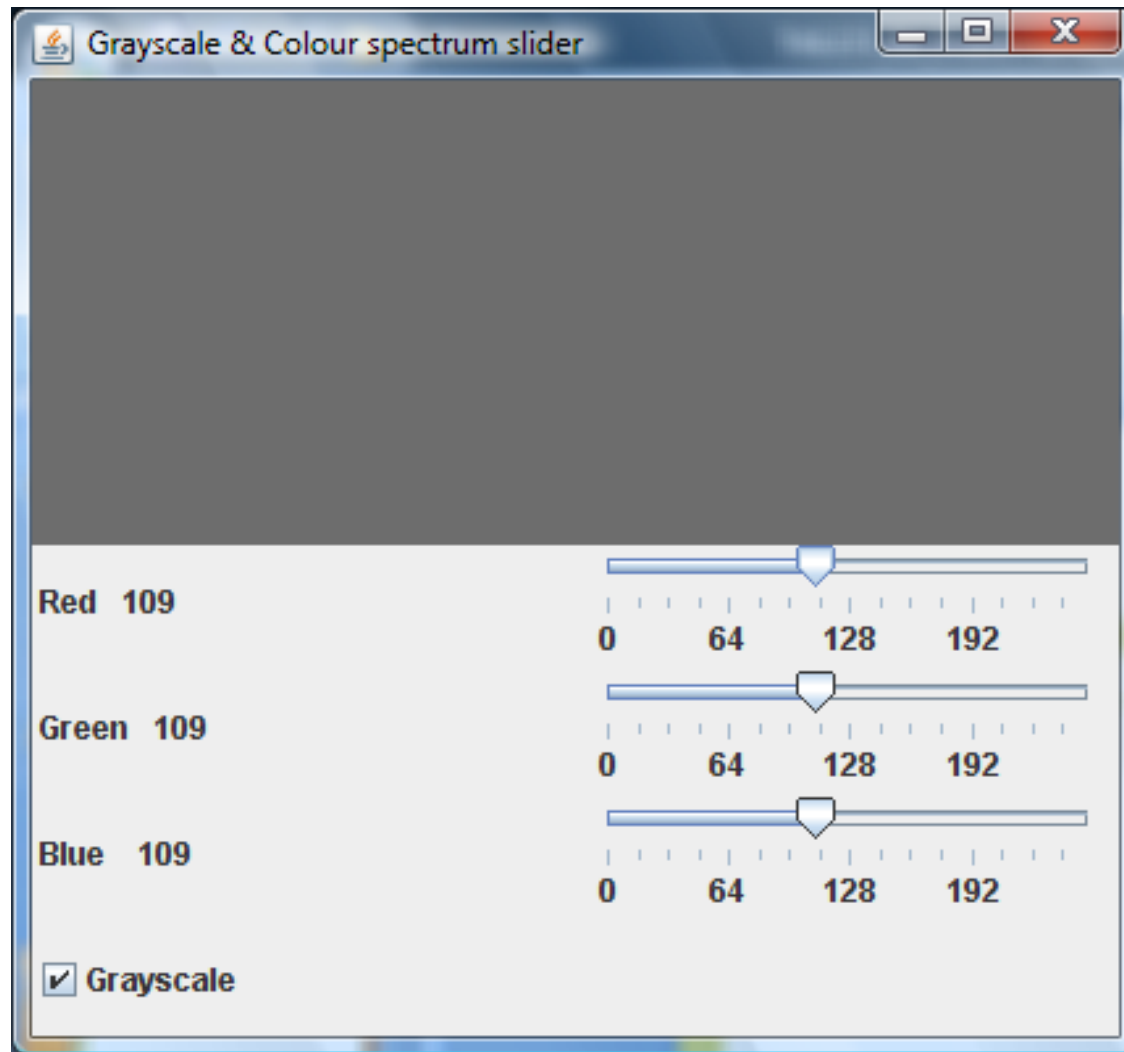 Grayscale & Colour spectrum slider
Red 109
0 64 128 192
Green 109
0 64 128 192
Blue 109
0 64 128 192
Grayscale